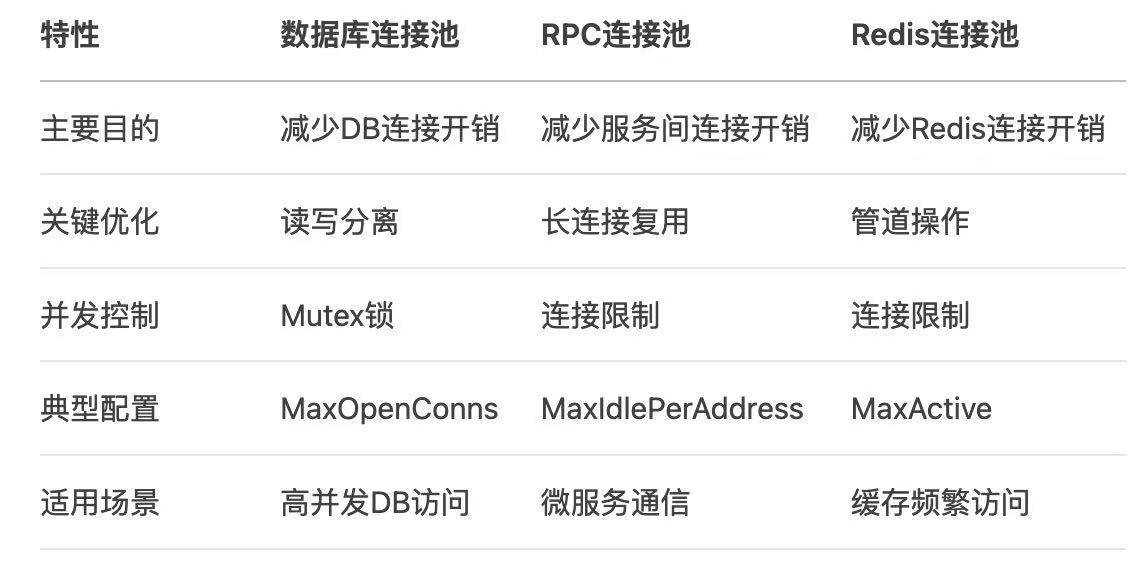 特性 数据库连接池 RPC连接池 Redis连接池
主要目的 减少DB连接开销 减少服务间连接开销 减少Redis连接开销
关键优化 读写分离 长连接复用 管道操作
并发控制 Mutex锁 连接限制 连接限制
典型配置 MaxOpenConns MaxIdlePerAddress MaxActive
适用场景 高并发DB访问 微服务通信 缓存频繁访问